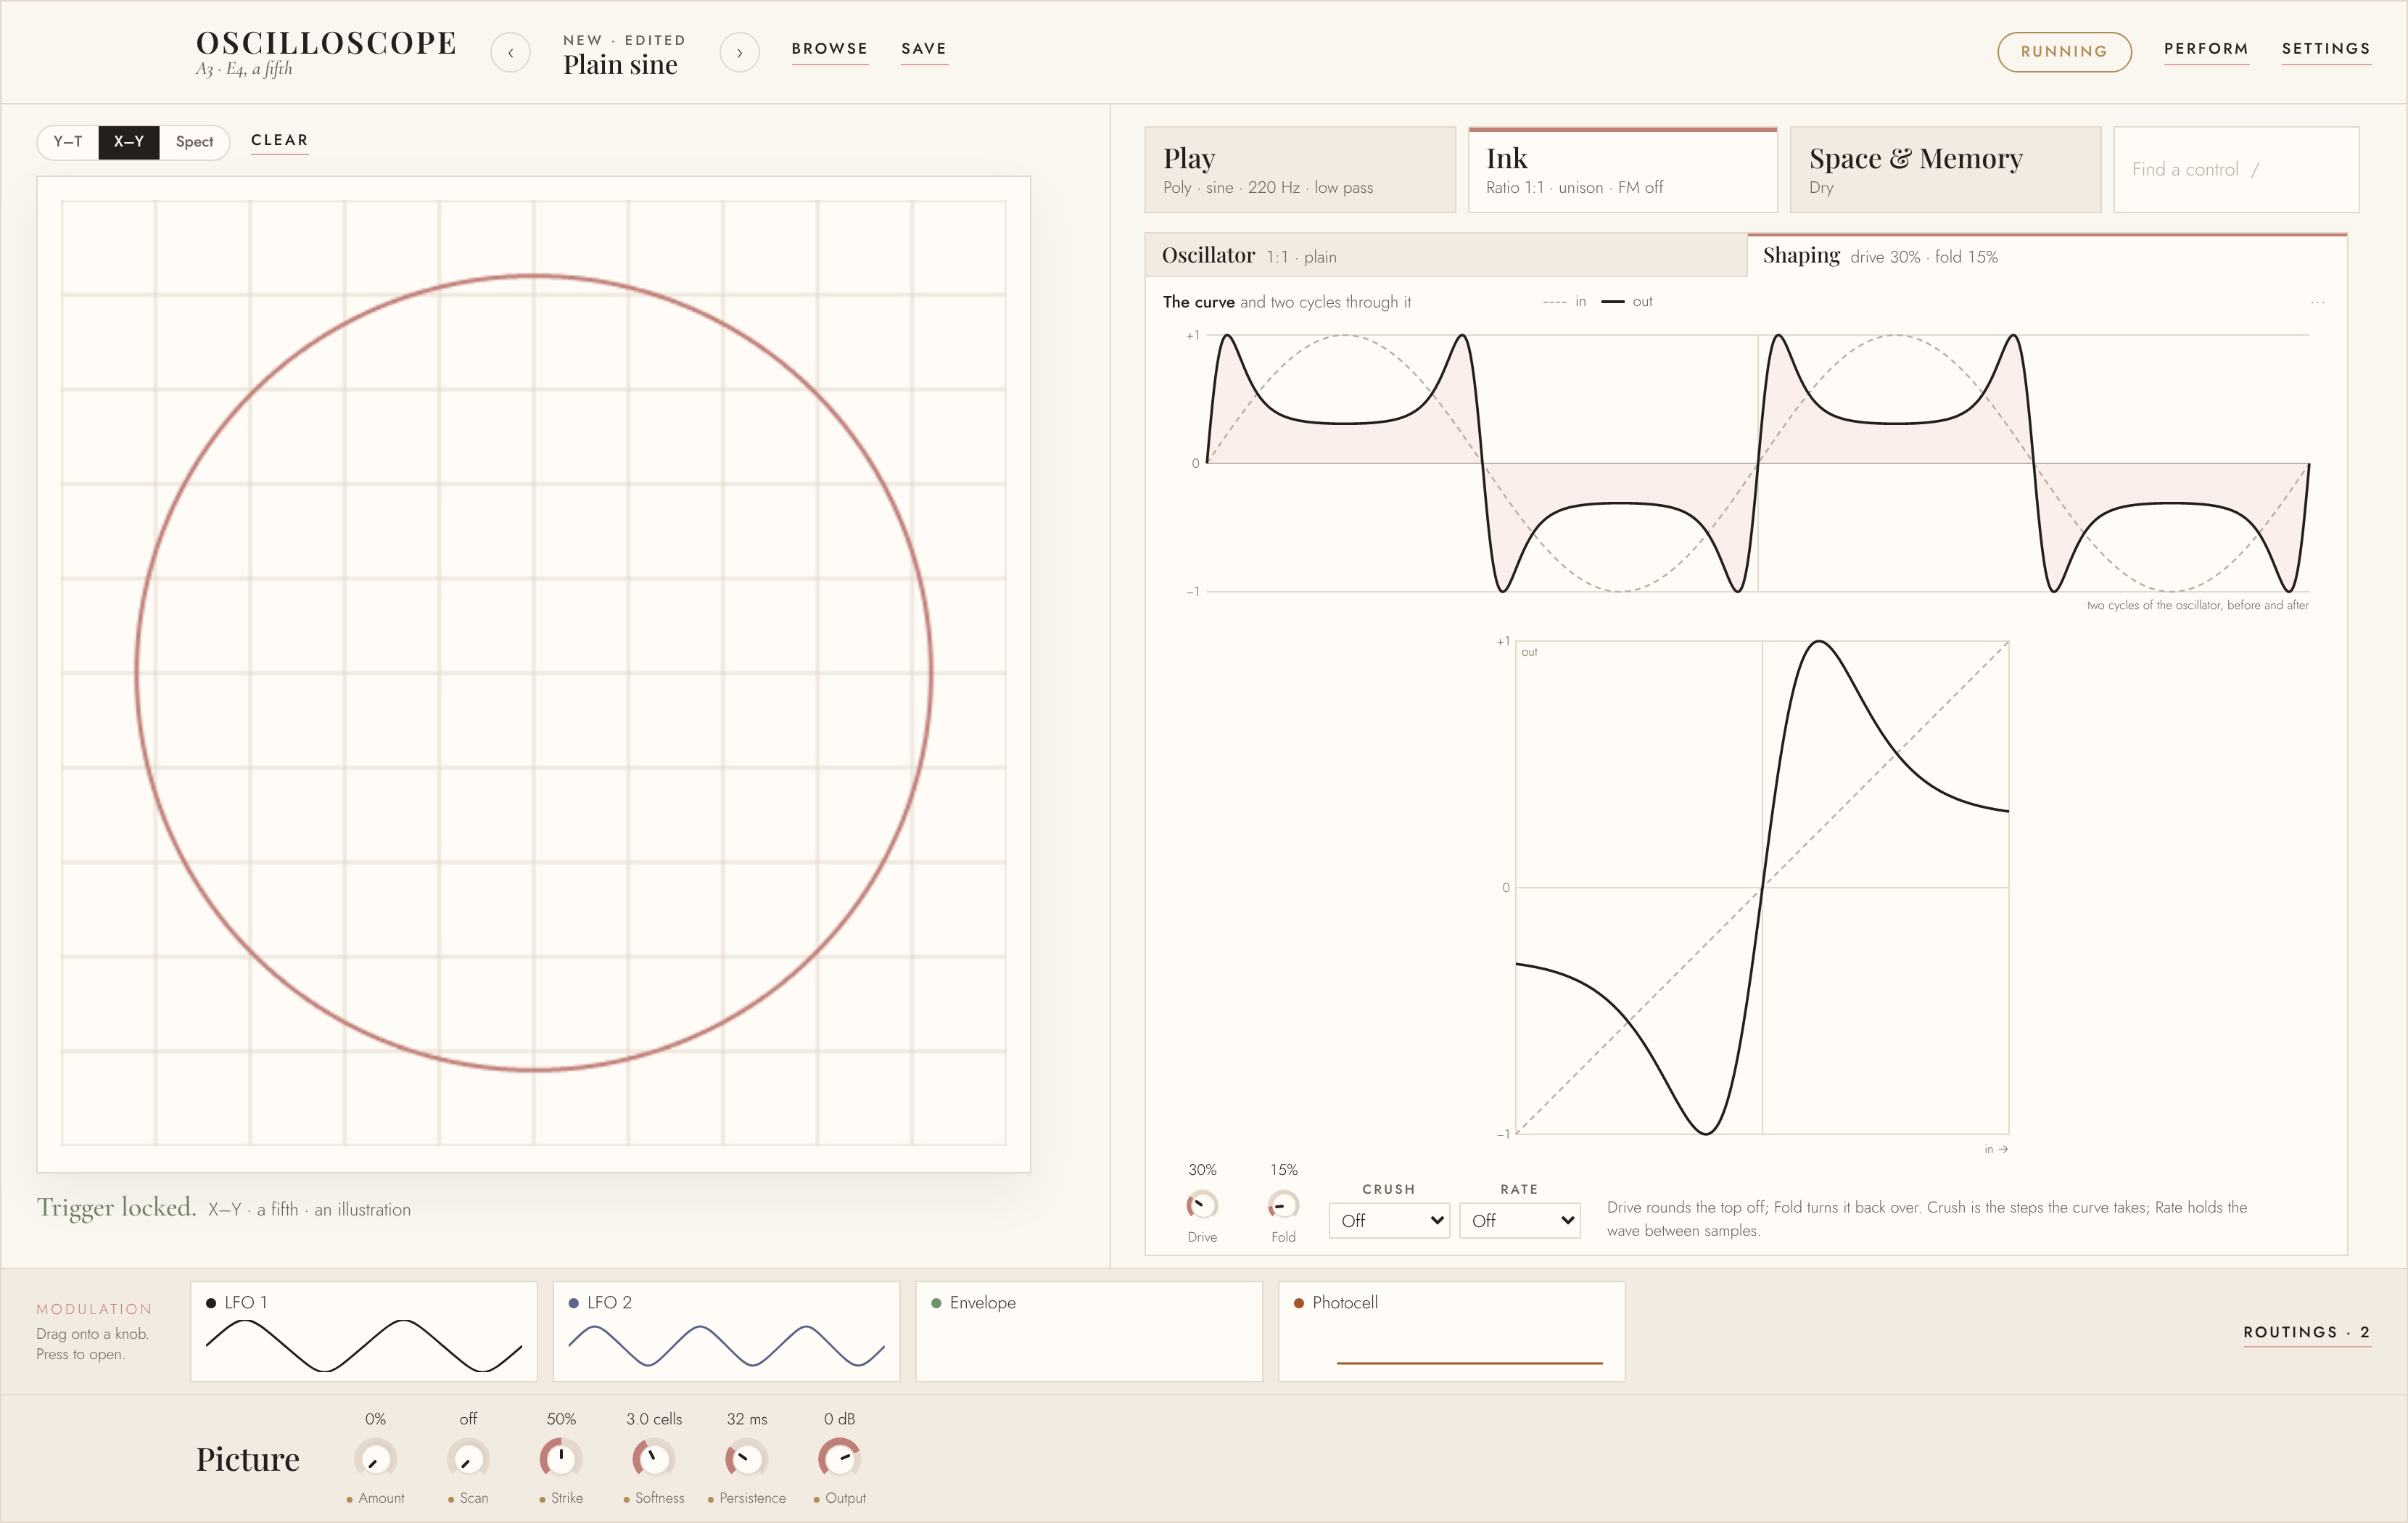 OSCILLOSCOPE
A3 · E4, a fifth
‹
NEW · EDITED
Plain sine
›
BROWSE
SAVE
RUNNING
PERFORM
SETTINGS
Y–T
X–Y
Spect
CLEAR
Play
Poly · sine · 220 Hz · low pass
Ink
Ratio 1:1 · unison · FM off
Space & Memory
Dry
Find a control /
Oscillator 1:1 · plain
Shaping drive 30% · fold 15%
The curve and two cycles through it
in
out
...
+1
0
−1
two cycles of the oscillator, before and after
+1
out
0
−1
in →
30%
Drive
15%
Fold
CRUSH
Off
RATE
Off
Drive rounds the top off; Fold turns it back over. Crush is the steps the curve takes; Rate holds the
wave between samples.
Trigger locked. X–Y · a fifth · an illustration
MODULATION
Drag onto a knob.
Press to open.
LFO 1
LFO 2
Envelope
Photocell
ROUTINGS · 2
Picture
0%
Amount
off
Scan
50%
Strike
3.0 cells
Softness
32 ms
Persistence
0 dB
Output